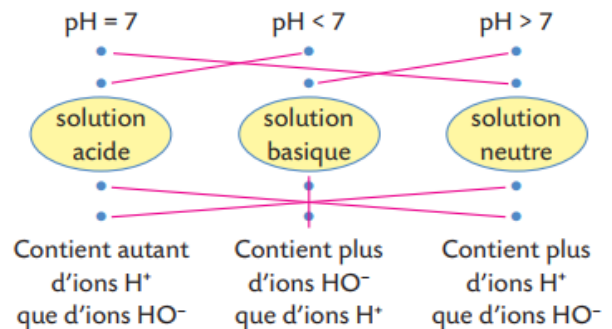 pH = 7 pH < 7 pH > 7
solution solution solution
acide basique neutre
Contient autant Contient plus Contient plus
d'ions H⁺ d'ions HO⁻ d'ions H⁺
que d'ions HO⁻ que d'ions H⁺ que d'ions HO⁻